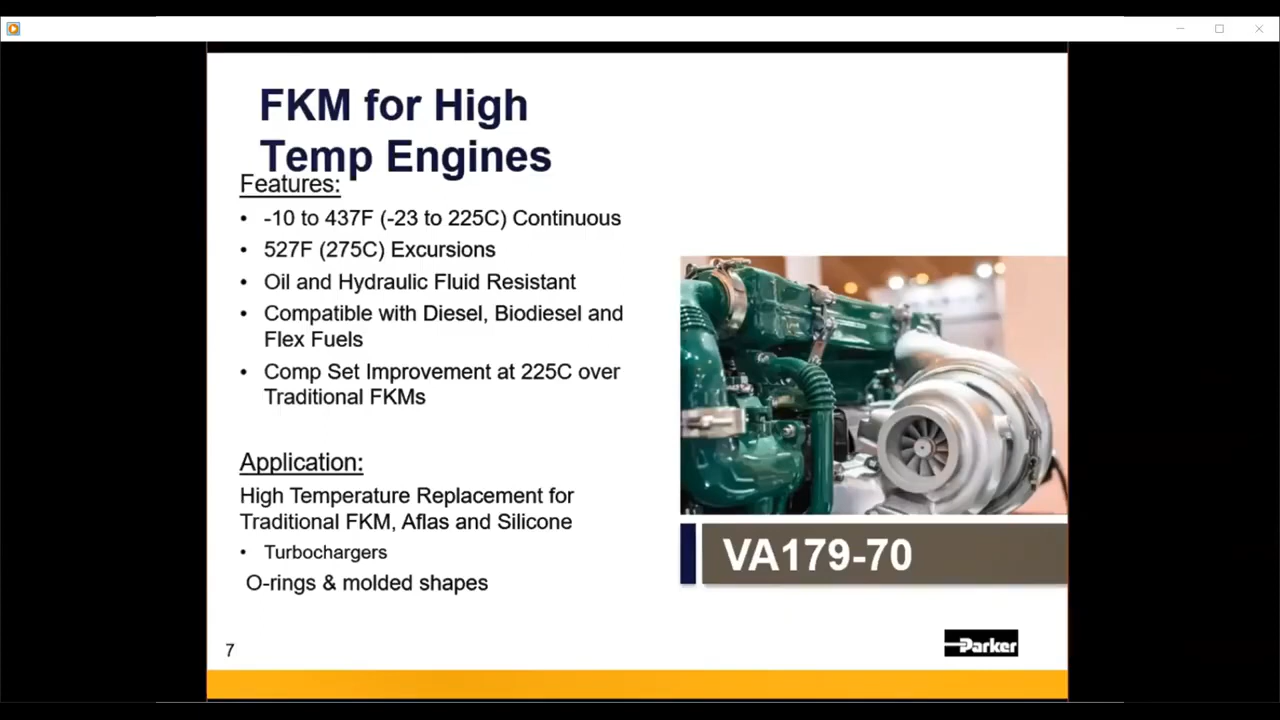 FKM for High
Temp Engines
Features:
• -10 to 437F (-23 to 225C) Continuous
• 527F (275C) Excursions
• Oil and Hydraulic Fluid Resistant
• Compatible with Diesel, Biodiesel and
Flex Fuels
• Comp Set Improvement at 225C over
Traditional FKMs
Application:
High Temperature Replacement for
Traditional FKM, Aflas and Silicone
• Turbochargers
O-rings & molded shapes
VA179-70
7
Parker